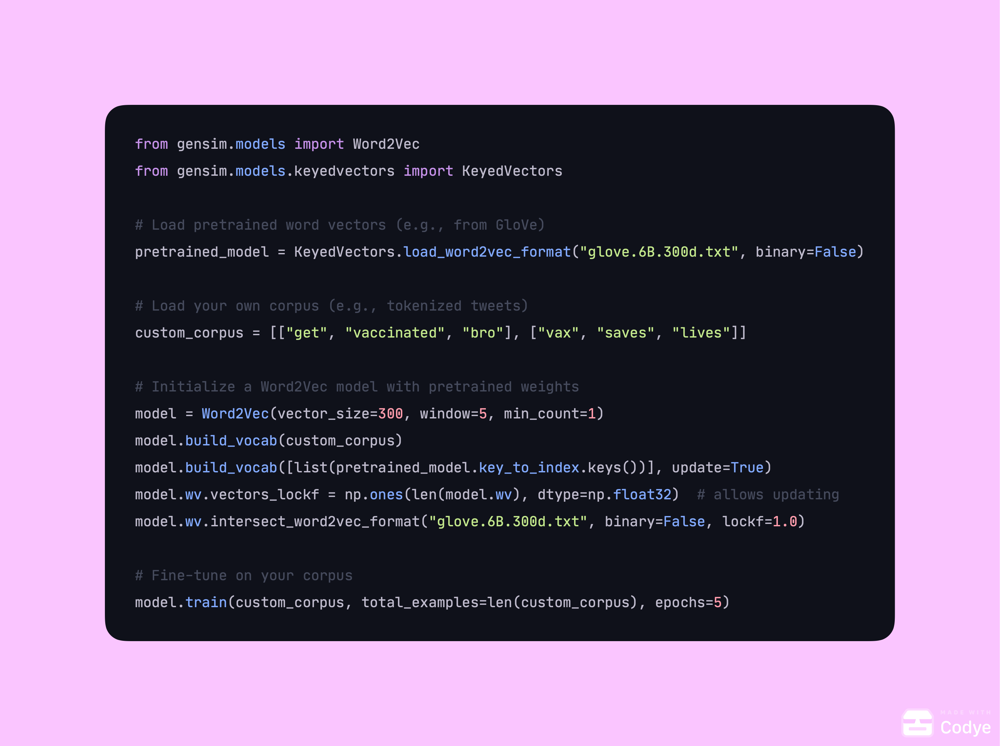 from gensim.models import Word2Vec
from gensim.models.keyedvectors import KeyedVectors
# Load pretrained word vectors (e.g., from GloVe)
pretrained_model = KeyedVectors.load_word2vec_format("glove.6B.300d.txt", binary=False)
# Load your own corpus (e.g., tokenized tweets)
custom_corpus = [["get", "vaccinated", "bro"], ["vax", "saves", "lives"]]
# Initialize a Word2Vec model with pretrained weights
model = Word2Vec(vector_size=300, window=5, min_count=1)
model.build_vocab(custom_corpus)
model.build_vocab([list(pretrained_model.key_to_index.keys())], update=True)
model.wv.vectors_lockf = np.ones(len(model.wv), dtype=np.float32)  # allows updating
model.wv.intersect_word2vec_format("glove.6B.300d.txt", binary=False, lockf=1.0)
# Fine-tune on your corpus
model.train(custom_corpus, total_examples=len(custom_corpus), epochs=5)
MADE WITH
Codye